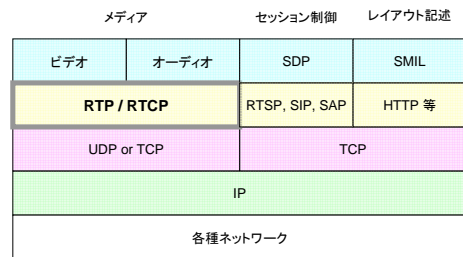 メディア セッション制御 レイアウト記述
ビデオ オーディオ SDP SMIL
RTP / RTCP RTSP, SIP, SAP HTTP 等
UDP or TCP TCP
IP
各種ネットワーク